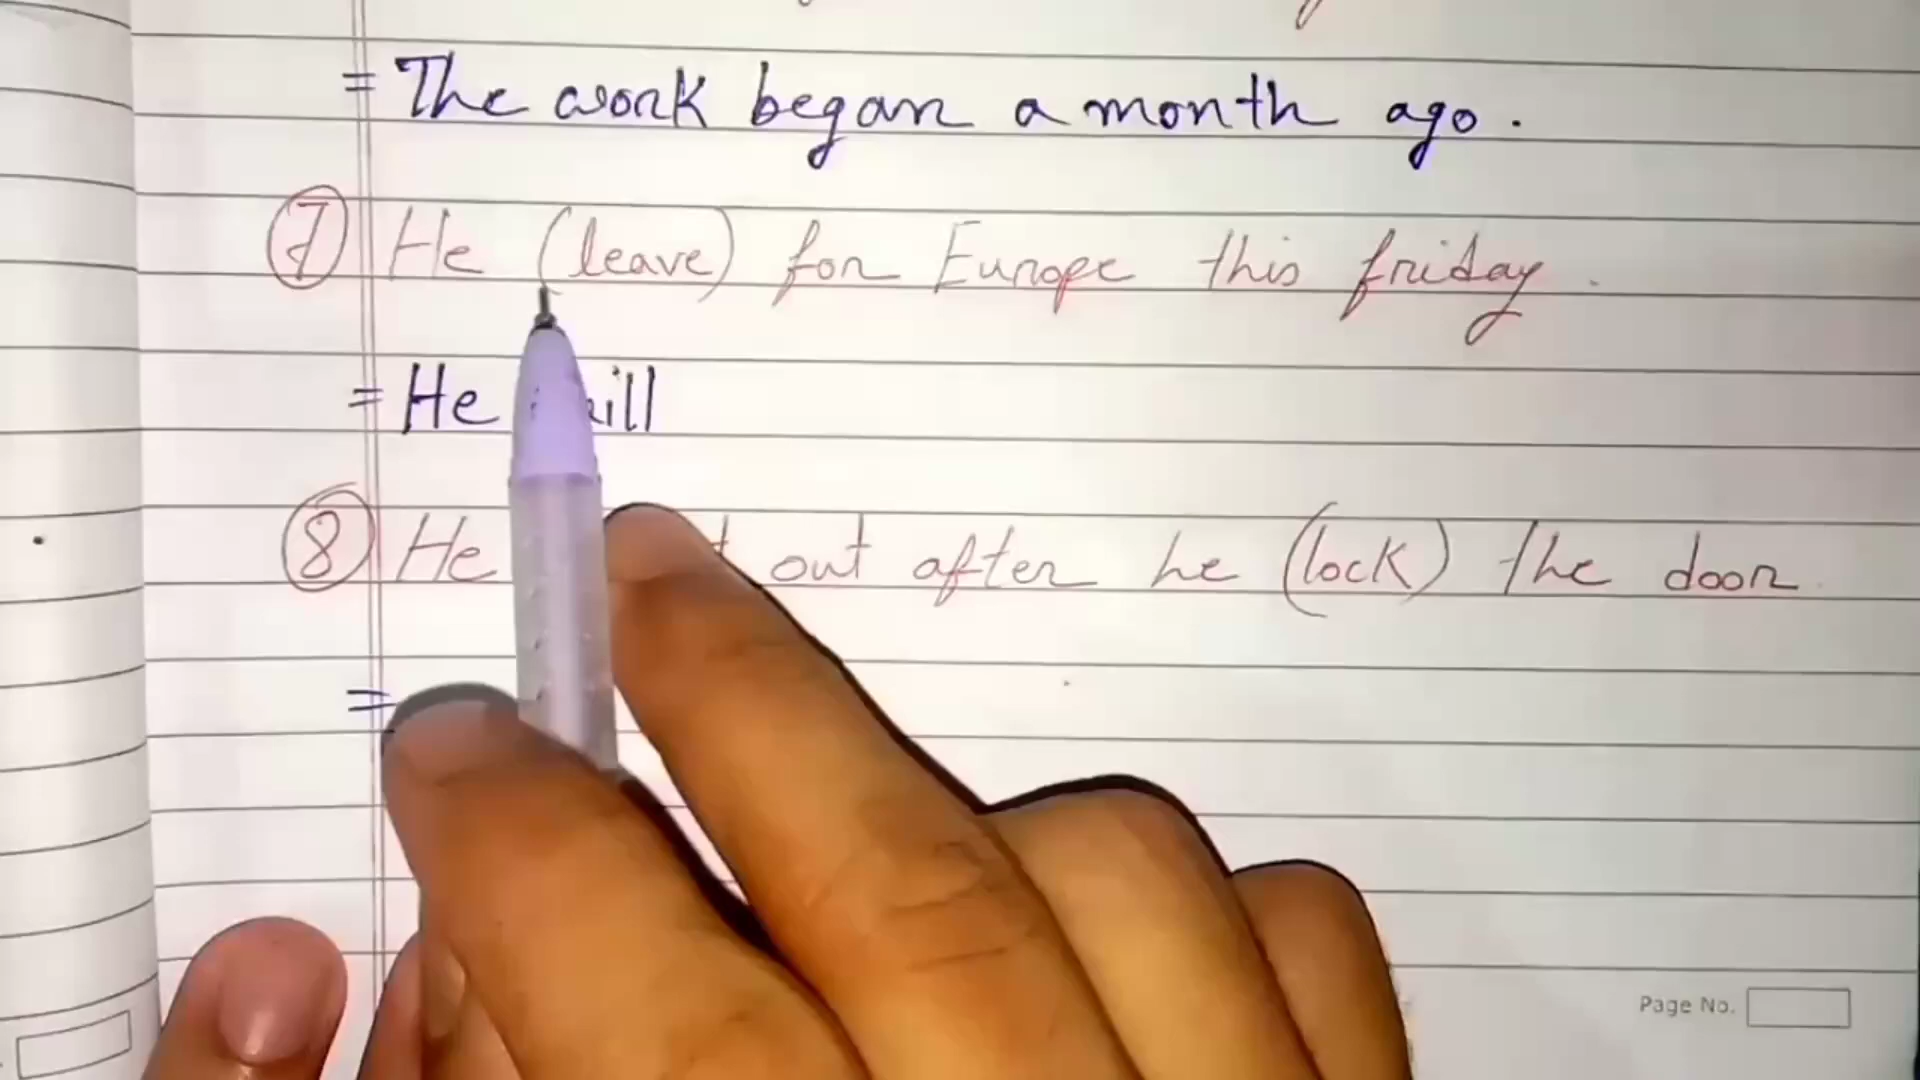 = The work began a month ago.
⑦ He (leave) for Europe this friday.
= He will
⑧ He out after he (lock) the door
=
Page No.